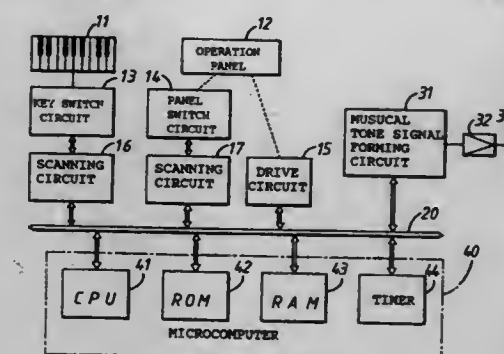 11
12
OPERATION
PANEL
13
KEY SWITCH
CIRCUIT
14
PANEL
SWITCH
CIRCUIT
31
MUSUCAL
TONE SIGNAL
FORMING
CIRCUIT
32
3
16
SCANNING
CIRCUIT
17
SCANNING
CIRCUIT
15
DRIVE
CIRCUIT
20
40
41
CPU
42
ROM
43
RAM
44
TIMER
MICROCOMPUTER